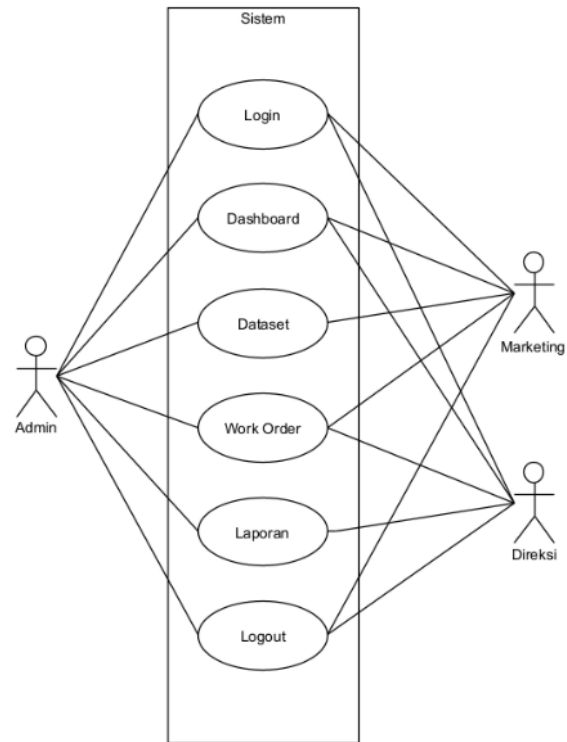 Sistem
Login
Dashboard
Marketing
Dataset
Admin
Work Order
Direksi
Laporan
Logout